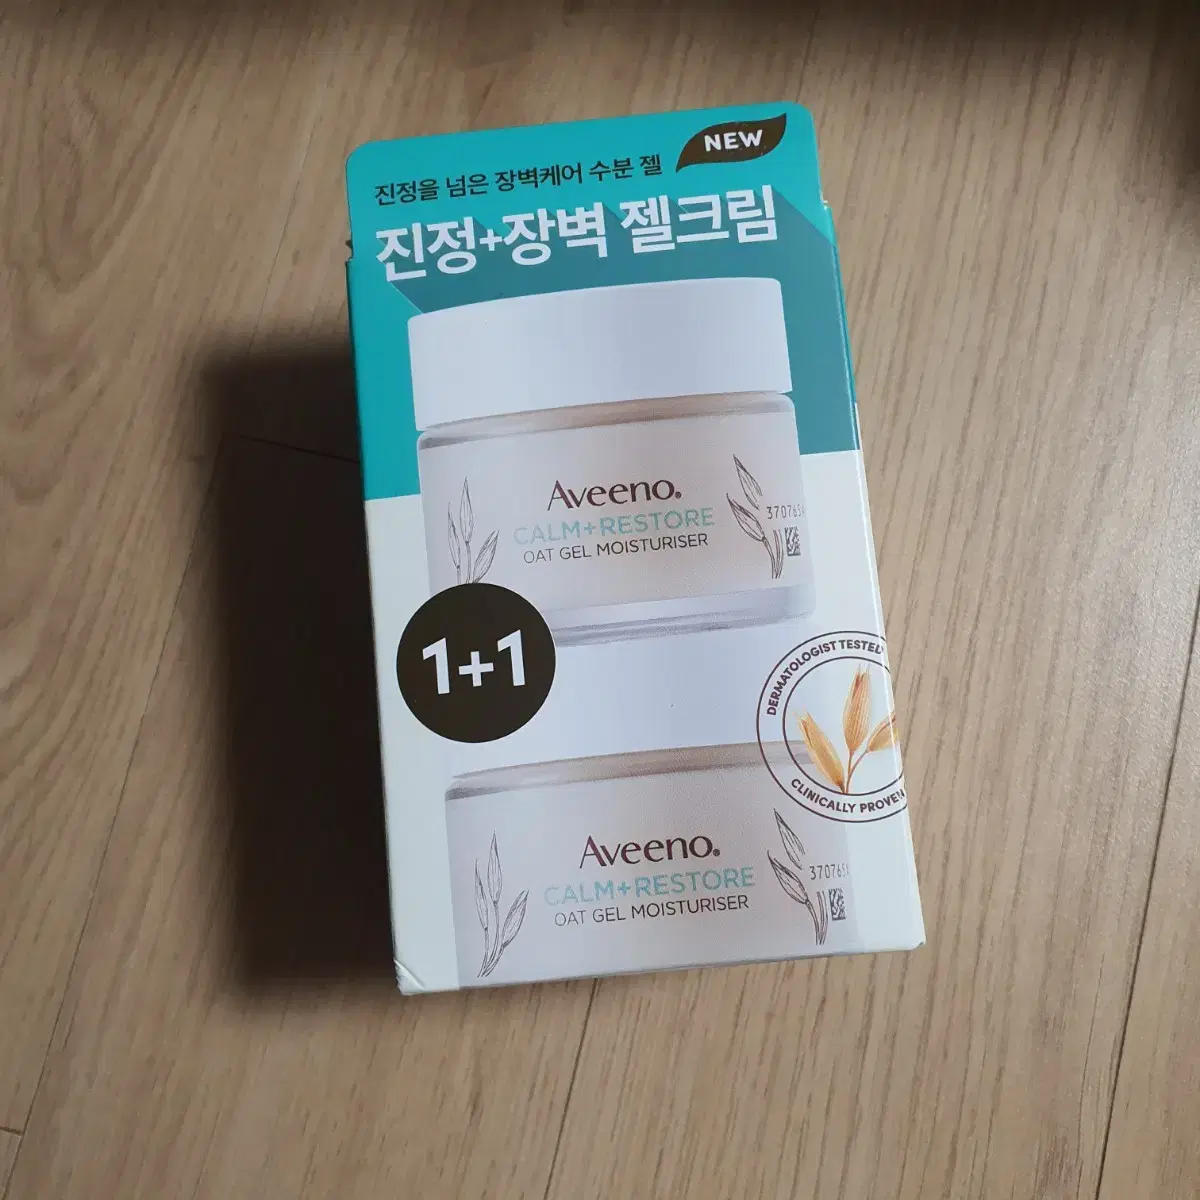 NEW
진정을 넘은 장벽케어 수분 젤
진정+장벽 젤크림
Aveeno®
CALM+RESTORE
OAT GEL MOISTURISER
1+1
DERMATOLOGIST TESTED
CLINICALLY PROVEN
Aveeno®
CALM+RESTORE
OAT GEL MOISTURISER